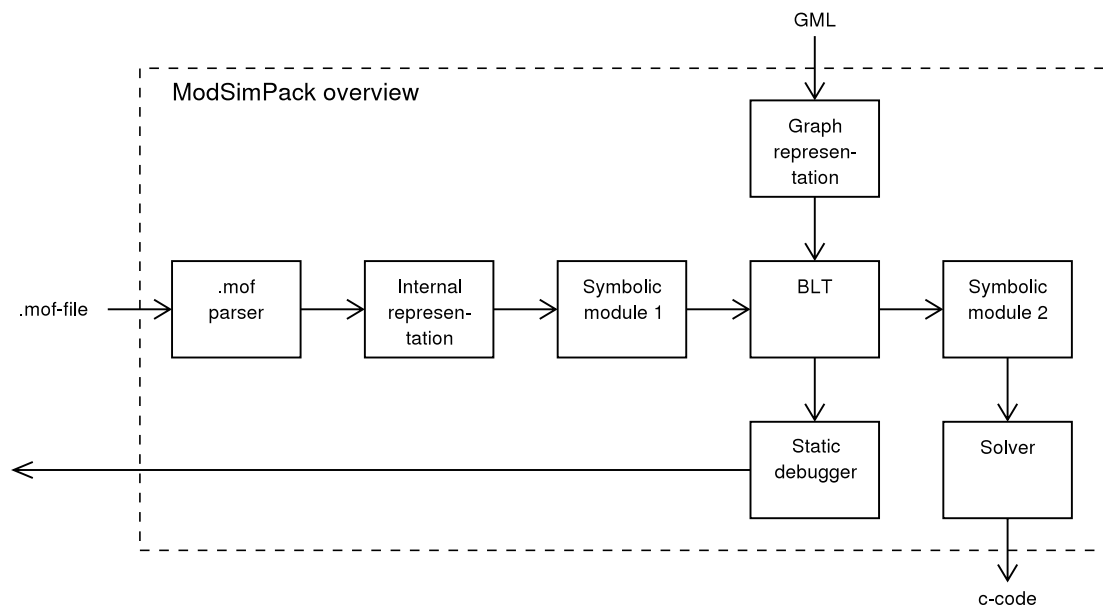 GML
ModSimPack overview
Graph
represen-
tation
.mof-file
.mof
parser
Internal
represen-
tation
Symbolic
module 1
BLT
Symbolic
module 2
Static
debugger
Solver
c-code